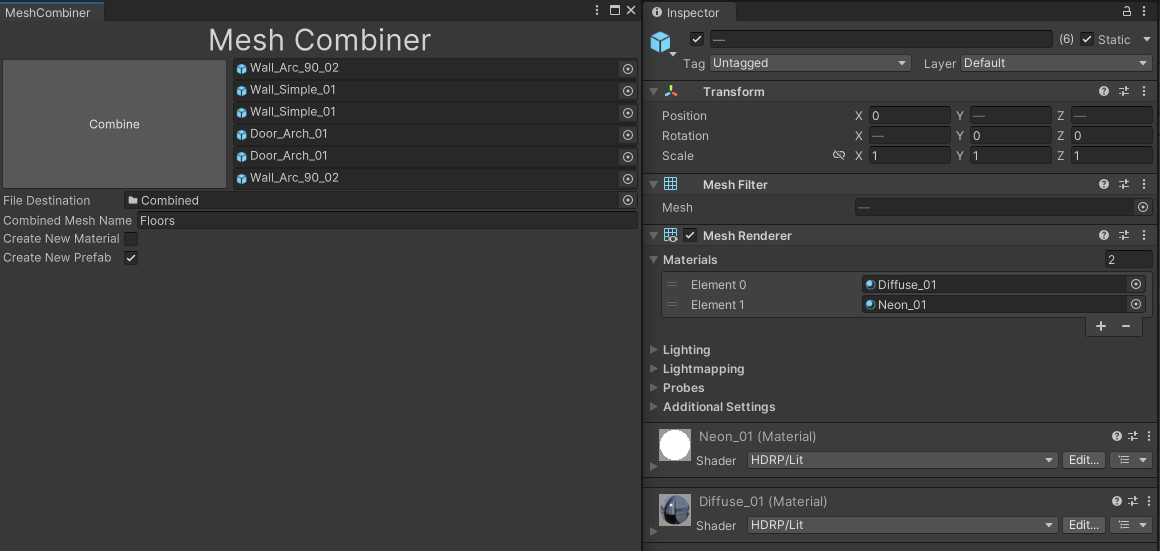 MeshCombiner
Mesh Combiner
Combine
Wall_Arc_90_02
Wall_Simple_01
Wall_Simple_01
Door_Arch_01
Door_Arch_01
Wall_Arc_90_02
File Destination Combined
Combined Mesh Name Floors
Create New Material
Create New Prefab
Inspector
— (6) Static
Tag Untagged Layer Default
Transform
Position X 0 Y — Z —
Rotation X — Y 0 Z 0
Scale X 1 Y 1 Z 1
Mesh Filter
Mesh —
Mesh Renderer
Materials 2
Element 0 Diffuse_01
Element 1 Neon_01
+ −
Lighting
Lightmapping
Probes
Additional Settings
Neon_01 (Material)
Shader HDRP/Lit Edit...
Diffuse_01 (Material)
Shader HDRP/Lit Edit...